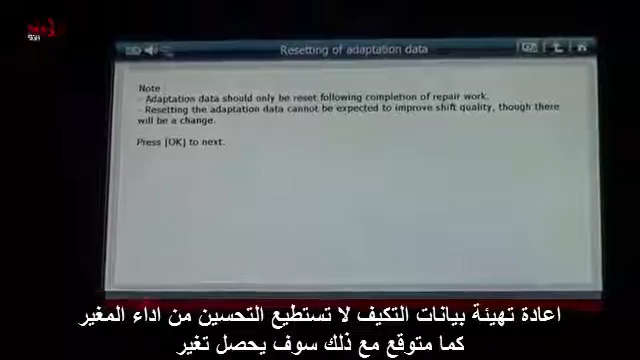 Resetting of adaptation data
Note
- Adaptation data should only be reset following completion of repair work.
- Resetting the adaptation data cannot be expected to improve shift quality, though there
will be a change.
Press [OK] to next.
اعادة تهيئة بيانات التكيف لا تستطيع التحسين من اداء المغير
كما متوقع مع ذلك سوف يحصل تغير